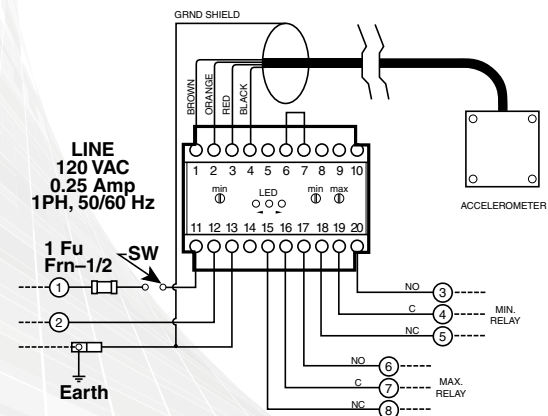 GRND SHIELD
BROWN
ORANGE
RED
BLACK
LINE
120 VAC
0.25 Amp
1PH, 50/60 Hz
1 2 3 4 5 6 7 8 9 10
min
LED
min max
11 12 13 14 15 16 17 18 19 20
ACCELEROMETER
1 Fu
Frn–1/2
SW
1
2
Earth
NO 3
C 4
NC 5
MIN.
RELAY
NO 6
C 7
NC 8
MAX.
RELAY